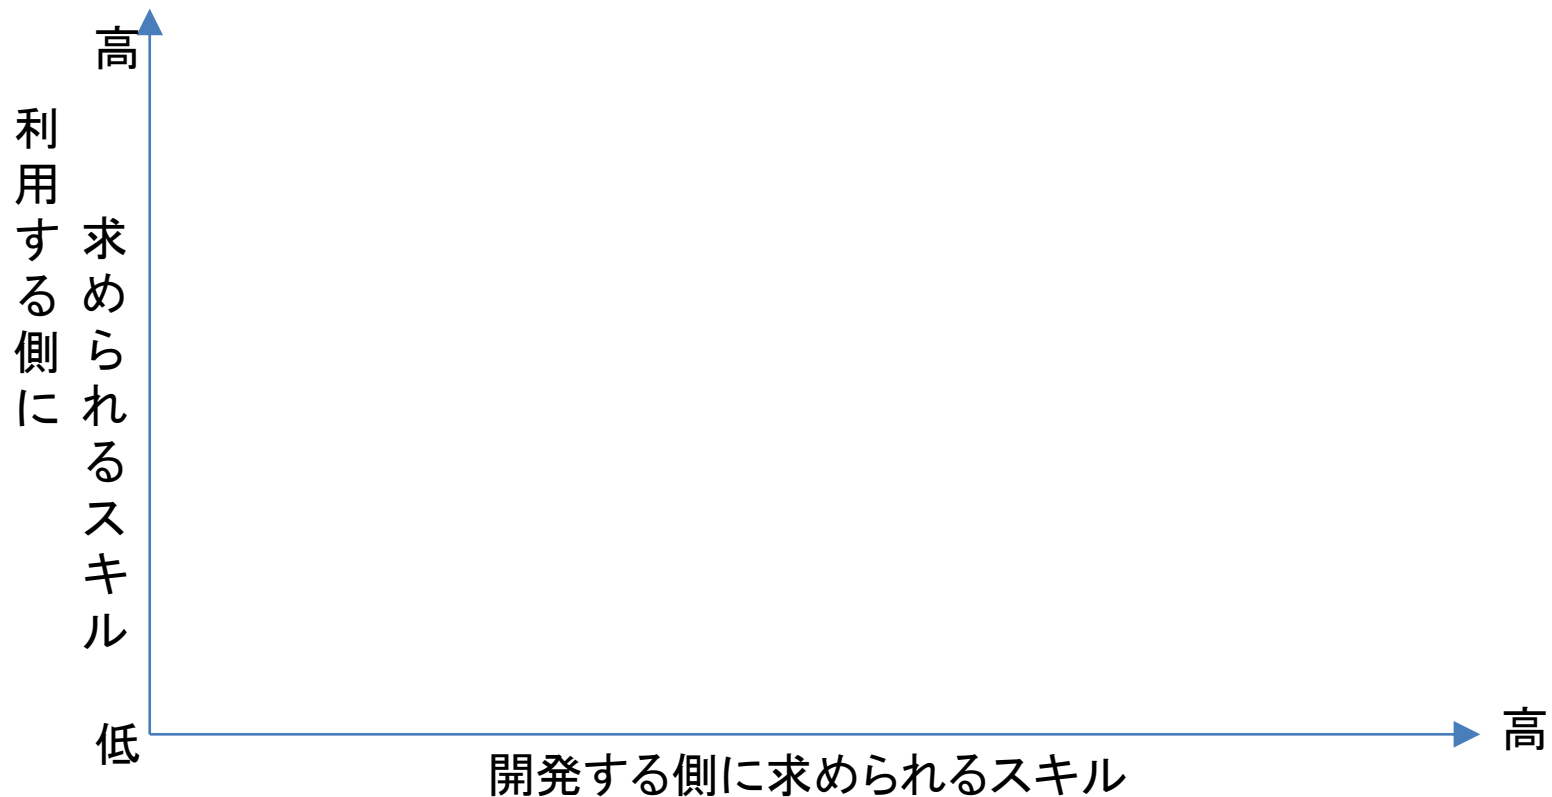 高
利用する側に
求められるスキル
低
高
開発する側に求められるスキル